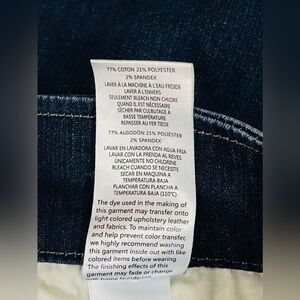 77% COTON 21% POLYESTER
2% SPANDEX
LAVER À LA MACHINE À L'EAU FROIDE
LAVER À L'ENVERS
SEULEMENT BLEACH NON CHLORE
QUAND IL EST NÉCESSAIRE
SÉCHER PAR CULBUTAGE À
BASSE TEMPÉRATURE
REPASSER AU FER TIÈDE
77% ALGODÓN 21% POLIÉSTER
2% SPANDEX
LAVAR EN LAVADORA CON AGUA FRIA
LAVAR CON LA PRENDA AL REVES
ÚNICAMENTE NO CHLORINE
BLEACH CUANDO SE NECESITE
SECAR EN MAQUINA A
TEMPERATURA BAJA
PLANCHAR CON PLANCHA A
TEMPERATURA BAJA (110°C)
The dye used in the making of
this garment may transfer onto
light colored upholstery leather
and fabrics. To maintain color
and help prevent color transfer,
we highly recommend washing
this garment inside out with like
colored items before wearing.
The finishing effects of this
garment may fade or change